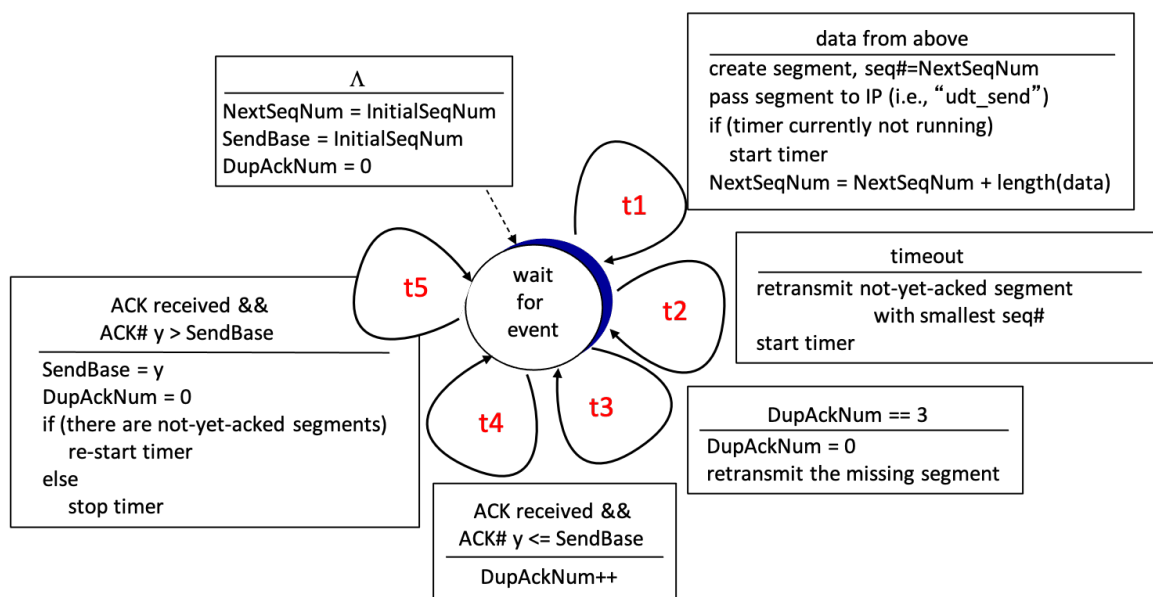 Λ
NextSeqNum = InitialSeqNum
SendBase = InitialSeqNum
DupAckNum = 0
data from above
create segment, seq#=NextSeqNum
pass segment to IP (i.e., “udt_send”)
if (timer currently not running)
start timer
NextSeqNum = NextSeqNum + length(data)
t1
timeout
retransmit not-yet-acked segment
with smallest seq#
start timer
t2
wait
for
event
t5
ACK received &&
ACK# y > SendBase
SendBase = y
DupAckNum = 0
if (there are not-yet-acked segments)
re-start timer
else
stop timer
t4
t3
DupAckNum == 3
DupAckNum = 0
retransmit the missing segment
ACK received &&
ACK# y <= SendBase
DupAckNum++